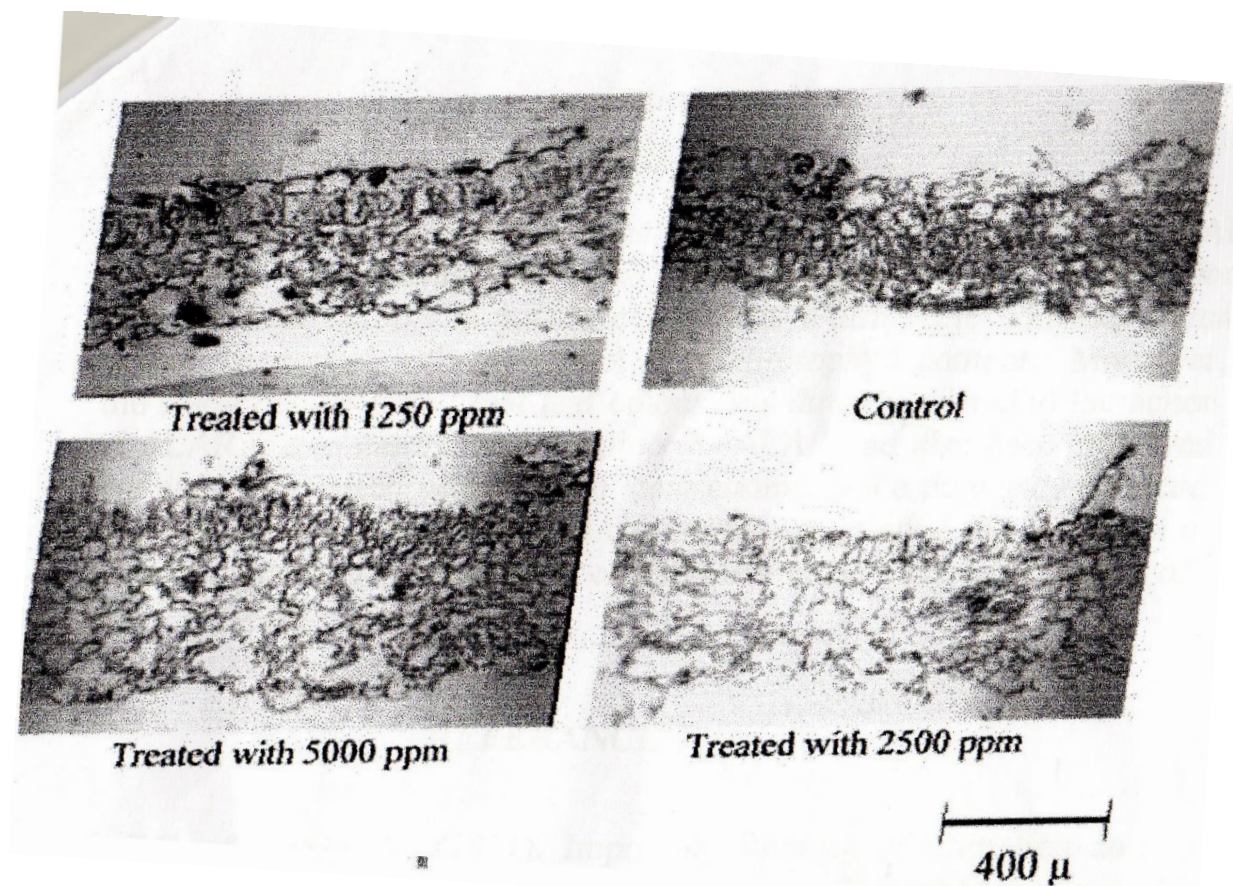 Treated with 1250 ppm
Control
Treated with 5000 ppm
Treated with 2500 ppm
400 µ